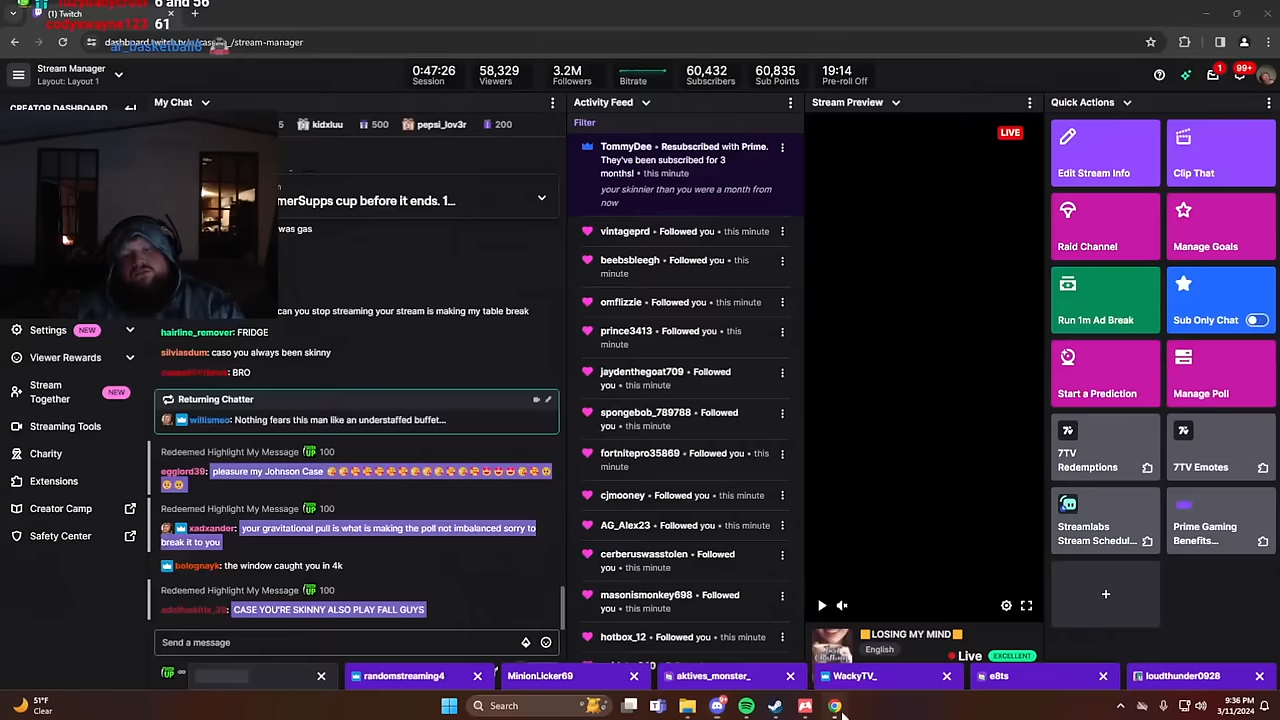 6 and 56
codyswayne123 61
(1) Twitch
/stream-manager
Stream Manager
Layout: Layout 1
0:47:26
Session
58,329
Viewers
3.2M
Followers
Bitrate
60,432
Subscribers
60,835
Sub Points
19:14
Pre-roll Off
1
99+
CREATOR DASHBOARD
My Chat
Activity Feed
Stream Preview
Quick Actions
kidxluu
500
pepsi_lov3r
200
Filter
LIVE
merSupps cup before it ends. 1...
was gas
can you stop streaming your stream is making my table break
hairline_remover: FRIDGE
silviasdum: caso you always been skinny
BRO
Returning Chatter
willismeo: Nothing fears this man like an understaffed buffet...
Redeemed Highlight My Message UP 100
egglord39: pleasure my Johnson Case
Redeemed Highlight My Message UP 100
xadxander: your gravitational pull is what is making the poll not imbalanced sorry to
break it to you
bolognayk: the window caught you in 4k
Redeemed Highlight My Message UP 100
CASE YOU'RE SKINNY ALSO PLAY FALL GUYS
Send a message
Settings
NEW
Viewer Rewards
Stream
Together
NEW
Streaming Tools
Charity
Extensions
Creator Camp
Safety Center
TommyDee • Resubscribed with Prime.
They've been subscribed for 3
months! • this minute
your skinnier than you were a month from
now
vintageprd • Followed you • this minute
beebsbleegh • Followed you • this
minute
omflizzie • Followed you • this minute
prince3413 • Followed you • this
minute
jaydenthegoat709 • Followed
you • this minute
spongebob_789788 • Followed
you • this minute
fortnitepro35869 • Followed you • this
minute
cjmooney • Followed you • this minute
AG_Alex23 • Followed you • this minute
cerberuswasstolen • Followed
you • this minute
masonismonkey698 • Followed
you • this minute
hotbox_12 • Followed you • this minute
LOSING MY MIND
English
Live
EXCELLENT
Edit Stream Info
Clip That
Raid Channel
Manage Goals
Run 1m Ad Break
Sub Only Chat
Start a Prediction
Manage Poll
7TV
Redemptions
7TV Emotes
Streamlabs
Stream Schedul...
Prime Gaming
Benefits...
+
UP
randomstreaming4
MinionLicker69
aktives_monster_
WackyTV_
e8ts
loudthunder0928
51°F
Clear
Search
9:36 PM
3/11/2024